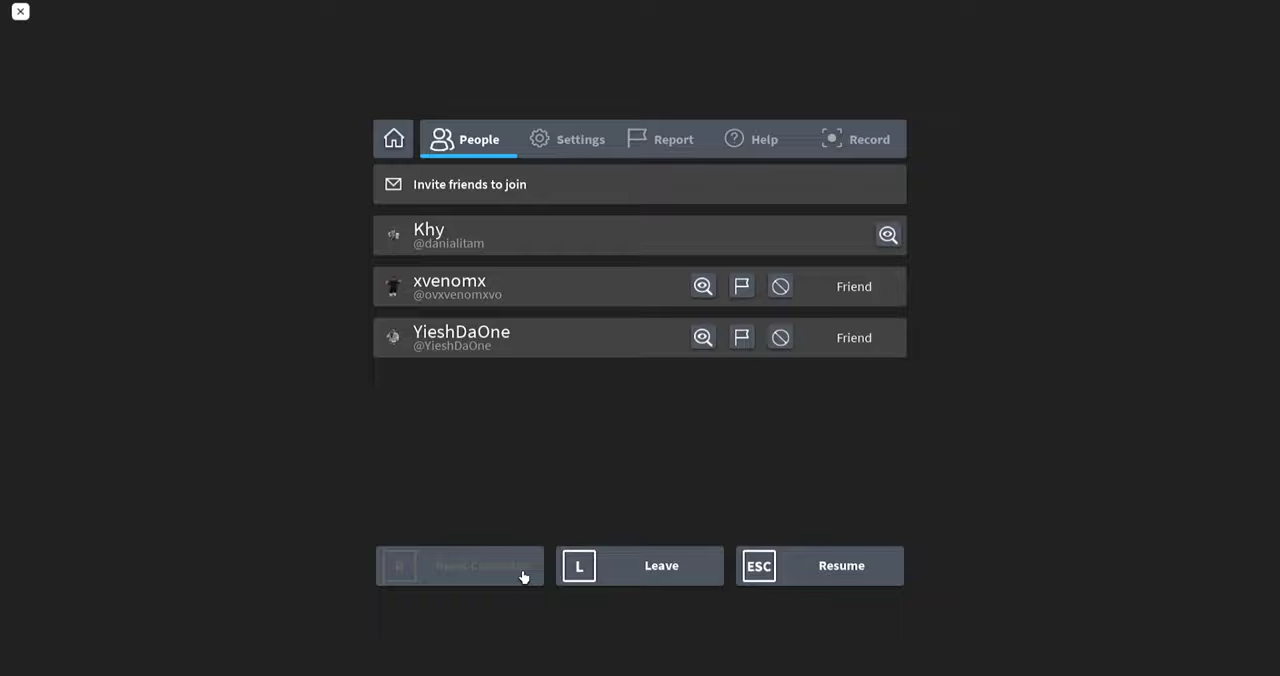 People
Settings
Report
Help
Record
Invite friends to join
Khy
@danialitam
xvenomx
@ovxvenomxvo
Friend
YieshDaOne
@YieshDaOne
Friend
R
L
Leave
ESC
Resume